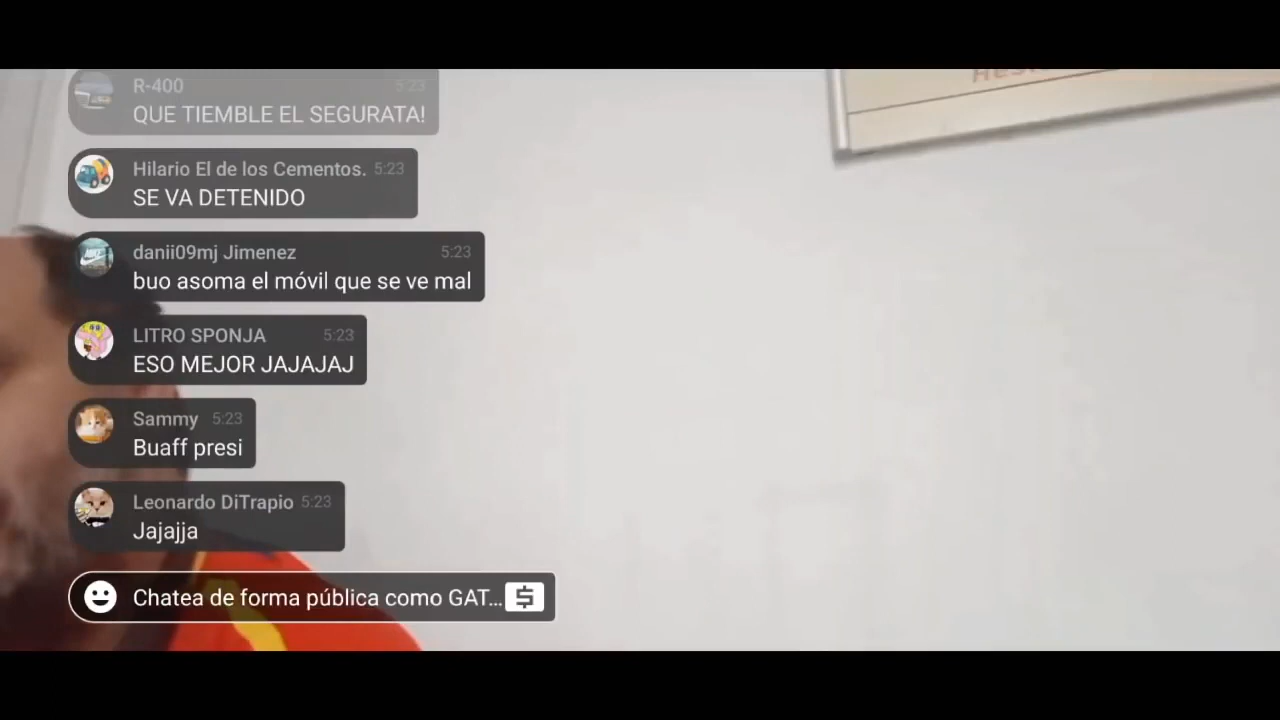 R-400 5:23
QUE TIEMBLE EL SEGURATA!
Hilario El de los Cementos. 5:23
SE VA DETENIDO
danii09mj Jimenez 5:23
buo asoma el móvil que se ve mal
LITRO SPONJA 5:23
ESO MEJOR JAJAJAJ
Sammy 5:23
Buaff presi
Leonardo DiTrapio 5:23
Jajajja
Chatea de forma pública como GAT...